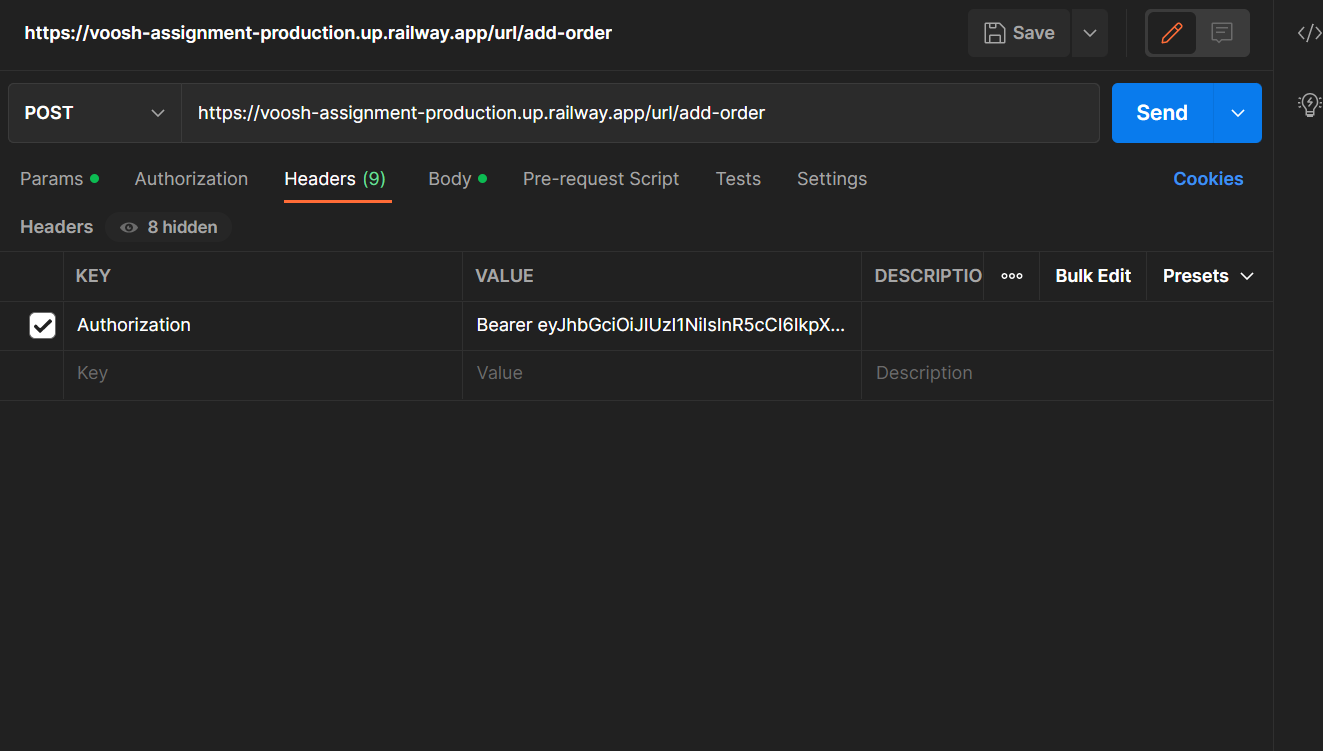 https://voosh-assignment-production.up.railway.app/url/add-order
Save
POST
https://voosh-assignment-production.up.railway.app/url/add-order
Send
Params
Authorization
Headers (9)
Body
Pre-request Script
Tests
Settings
Cookies
Headers
8 hidden
KEY
VALUE
DESCRIPTIO
Bulk Edit
Presets
Authorization
Bearer eyJhbGciOiJIUzI1NiIsInR5cCI6IkpX...
Key
Value
Description